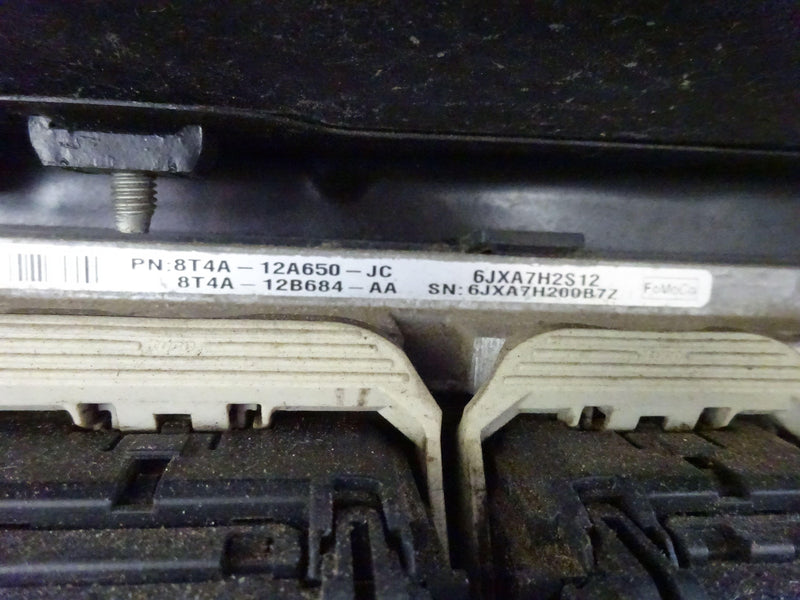 PN:8T4A-12A650-JC 6JXA7H2S12
8T4A-12B684-AA SN:6JXA7H200B7Z FoMoCo